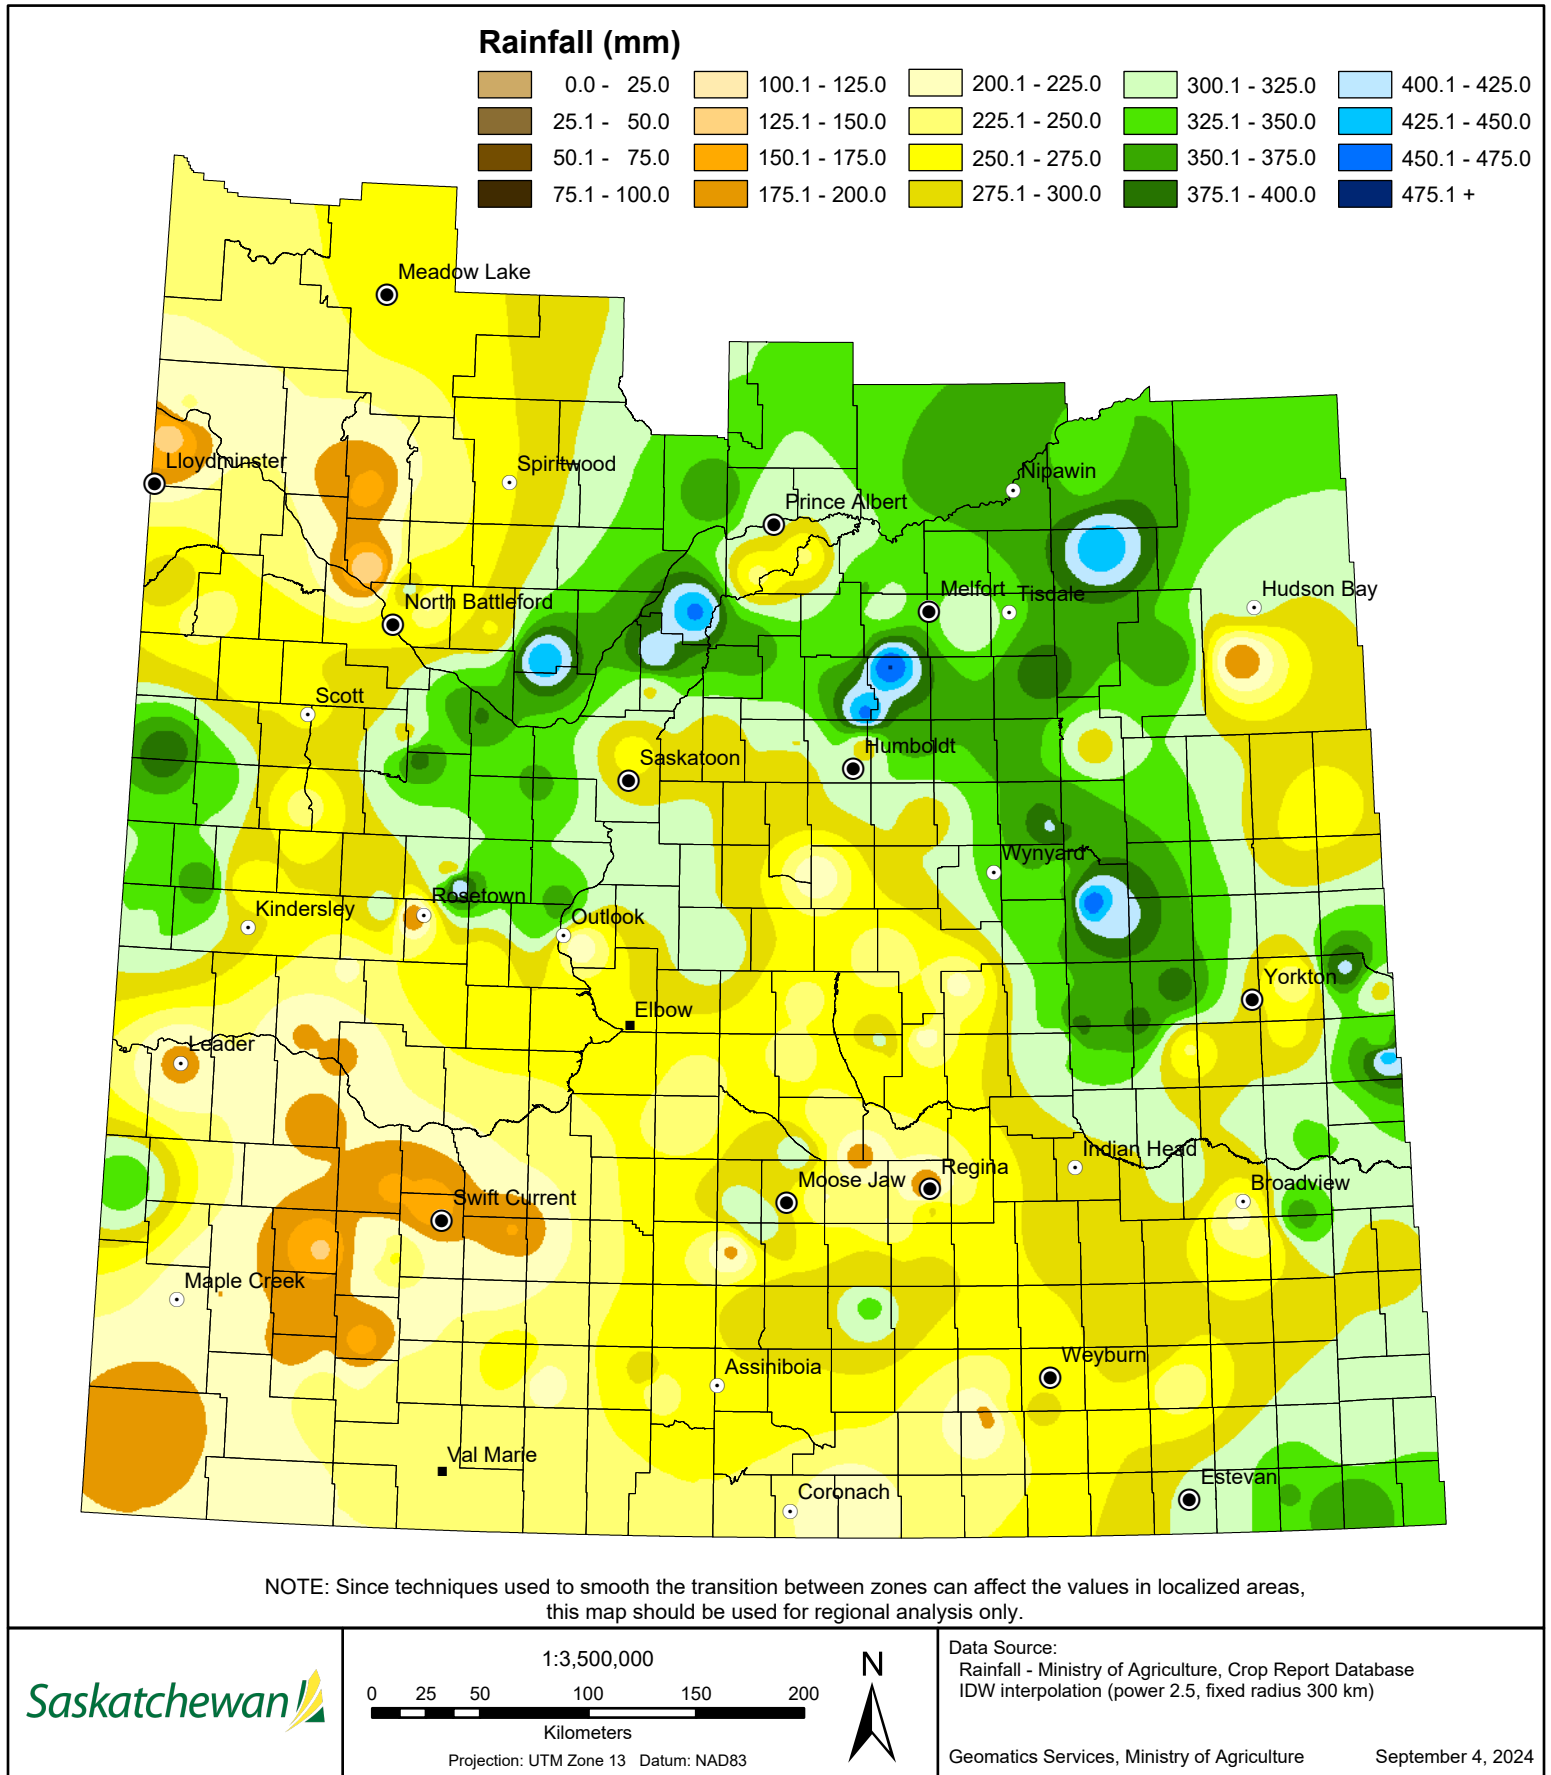 Rainfall (mm)
0.0 - 25.0
25.1 - 50.0
50.1 - 75.0
75.1 - 100.0
100.1 - 125.0
125.1 - 150.0
150.1 - 175.0
175.1 - 200.0
200.1 - 225.0
225.1 - 250.0
250.1 - 275.0
275.1 - 300.0
300.1 - 325.0
325.1 - 350.0
350.1 - 375.0
375.1 - 400.0
400.1 - 425.0
425.1 - 450.0
450.1 - 475.0
475.1 +
Meadow Lake
Lloydminster
Spiritwood
Nipawin
Prince Albert
Hudson Bay
Melfort
Tisdale
North Battleford
Scott
Saskatoon
Humboldt
Wynyard
Rosetown
Kindersley
Outlook
Yorkton
Elbow
Leader
Indian Head
Regina
Moose Jaw
Broadview
Swift Current
Maple Creek
Weyburn
Assiniboia
Val Marie
Estevan
Coronach
NOTE: Since techniques used to smooth the transition between zones can affect the values in localized areas,
this map should be used for regional analysis only.
Saskatchewan
1:3,500,000
0 25 50 100 150 200
Kilometers
Projection: UTM Zone 13 Datum: NAD83
N
Data Source:
Rainfall - Ministry of Agriculture, Crop Report Database
IDW interpolation (power 2.5, fixed radius 300 km)
Geomatics Services, Ministry of Agriculture September 4, 2024